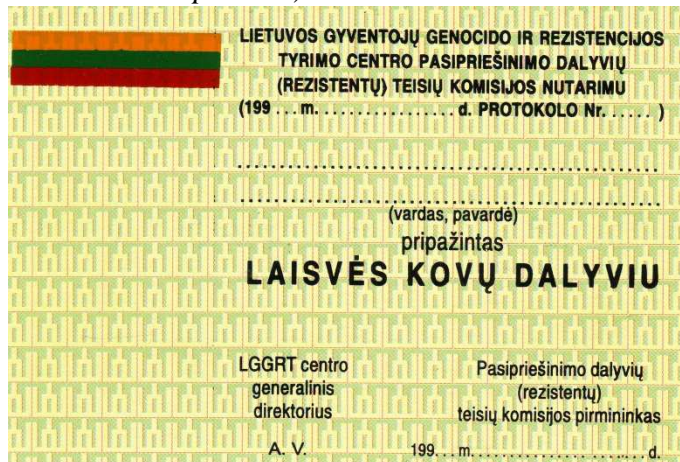 LIETUVOS GYVENTOJŲ GENOCIDO IR REZISTENCIJOS
TYRIMO CENTRO PASIPRIEŠINIMO DALYVIŲ
(REZISTENTŲ) TEISIŲ KOMISIJOS NUTARIMU
(199 . . . m. . . . . . . . . . . . . . . . . d. PROTOKOLO Nr. . . . . . )
(vardas, pavardė)
pripažintas
LAISVĖS KOVŲ DALYVIU
LGGRT centro
generalinis
direktorius
A. V.
Pasipriešinimo dalyvių
(rezistentų)
teisių komisijos pirmininkas
199. . . m. . . . . . . . . . . . . . . . . . . d.